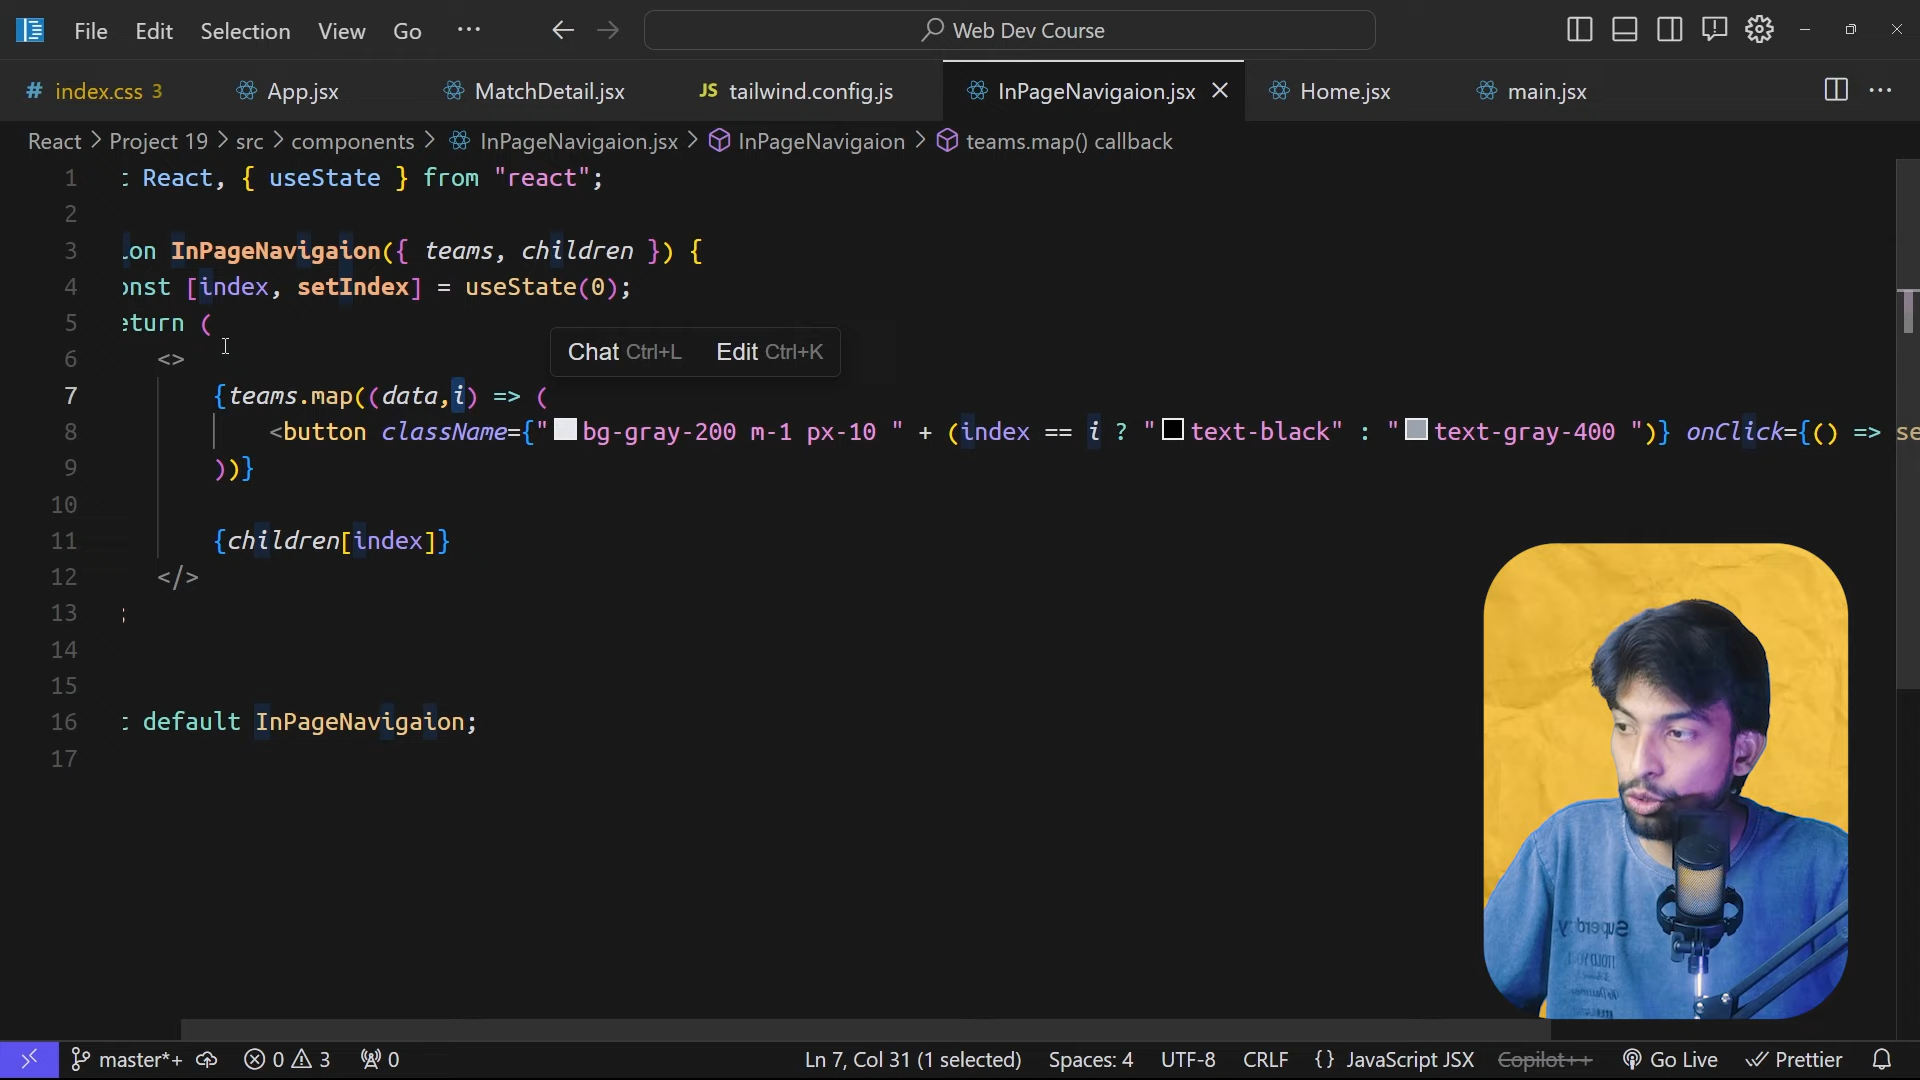 File Edit Selection View Go ··· Web Dev Course
# index.css 3 App.jsx MatchDetail.jsx JS tailwind.config.js InPageNavigaion.jsx Home.jsx main.jsx
React > Project 19 > src > components > InPageNavigaion.jsx > InPageNavigaion > teams.map() callback
1 t React, { useState } from "react";
2
3 ion InPageNavigaion({ teams, children }) {
4 onst [index, setIndex] = useState(0);
5 eturn (
Chat Ctrl+L Edit Ctrl+K
6 <>
7 {teams.map((data,i) => (
8 <button className={"bg-gray-200 m-1 px-10 " + (index == i ? "text-black" : "text-gray-400 ")} onClick={() => se
9 ))}
10
11 {children[index]}
12 </>
13 ;
14
15
16 t default InPageNavigaion;
17
Superdry.
master*+ 0 3 0 Ln 7, Col 31 (1 selected) Spaces: 4 UTF-8 CRLF {} JavaScript JSX Copilot++ Go Live Prettier